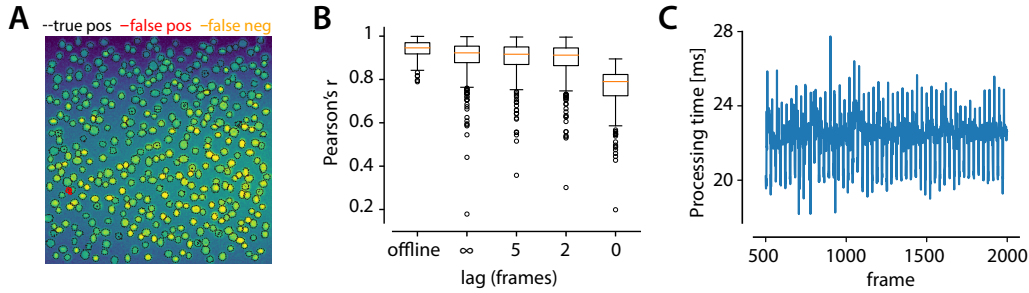 A
--true pos –false pos –false neg
B
1
0.8
0.6
0.4
0.2
Pearson's r
offline ∞ 5 2 0
lag (frames)
C
28
24
20
Processing time [ms]
500 1000 1500 2000
frame